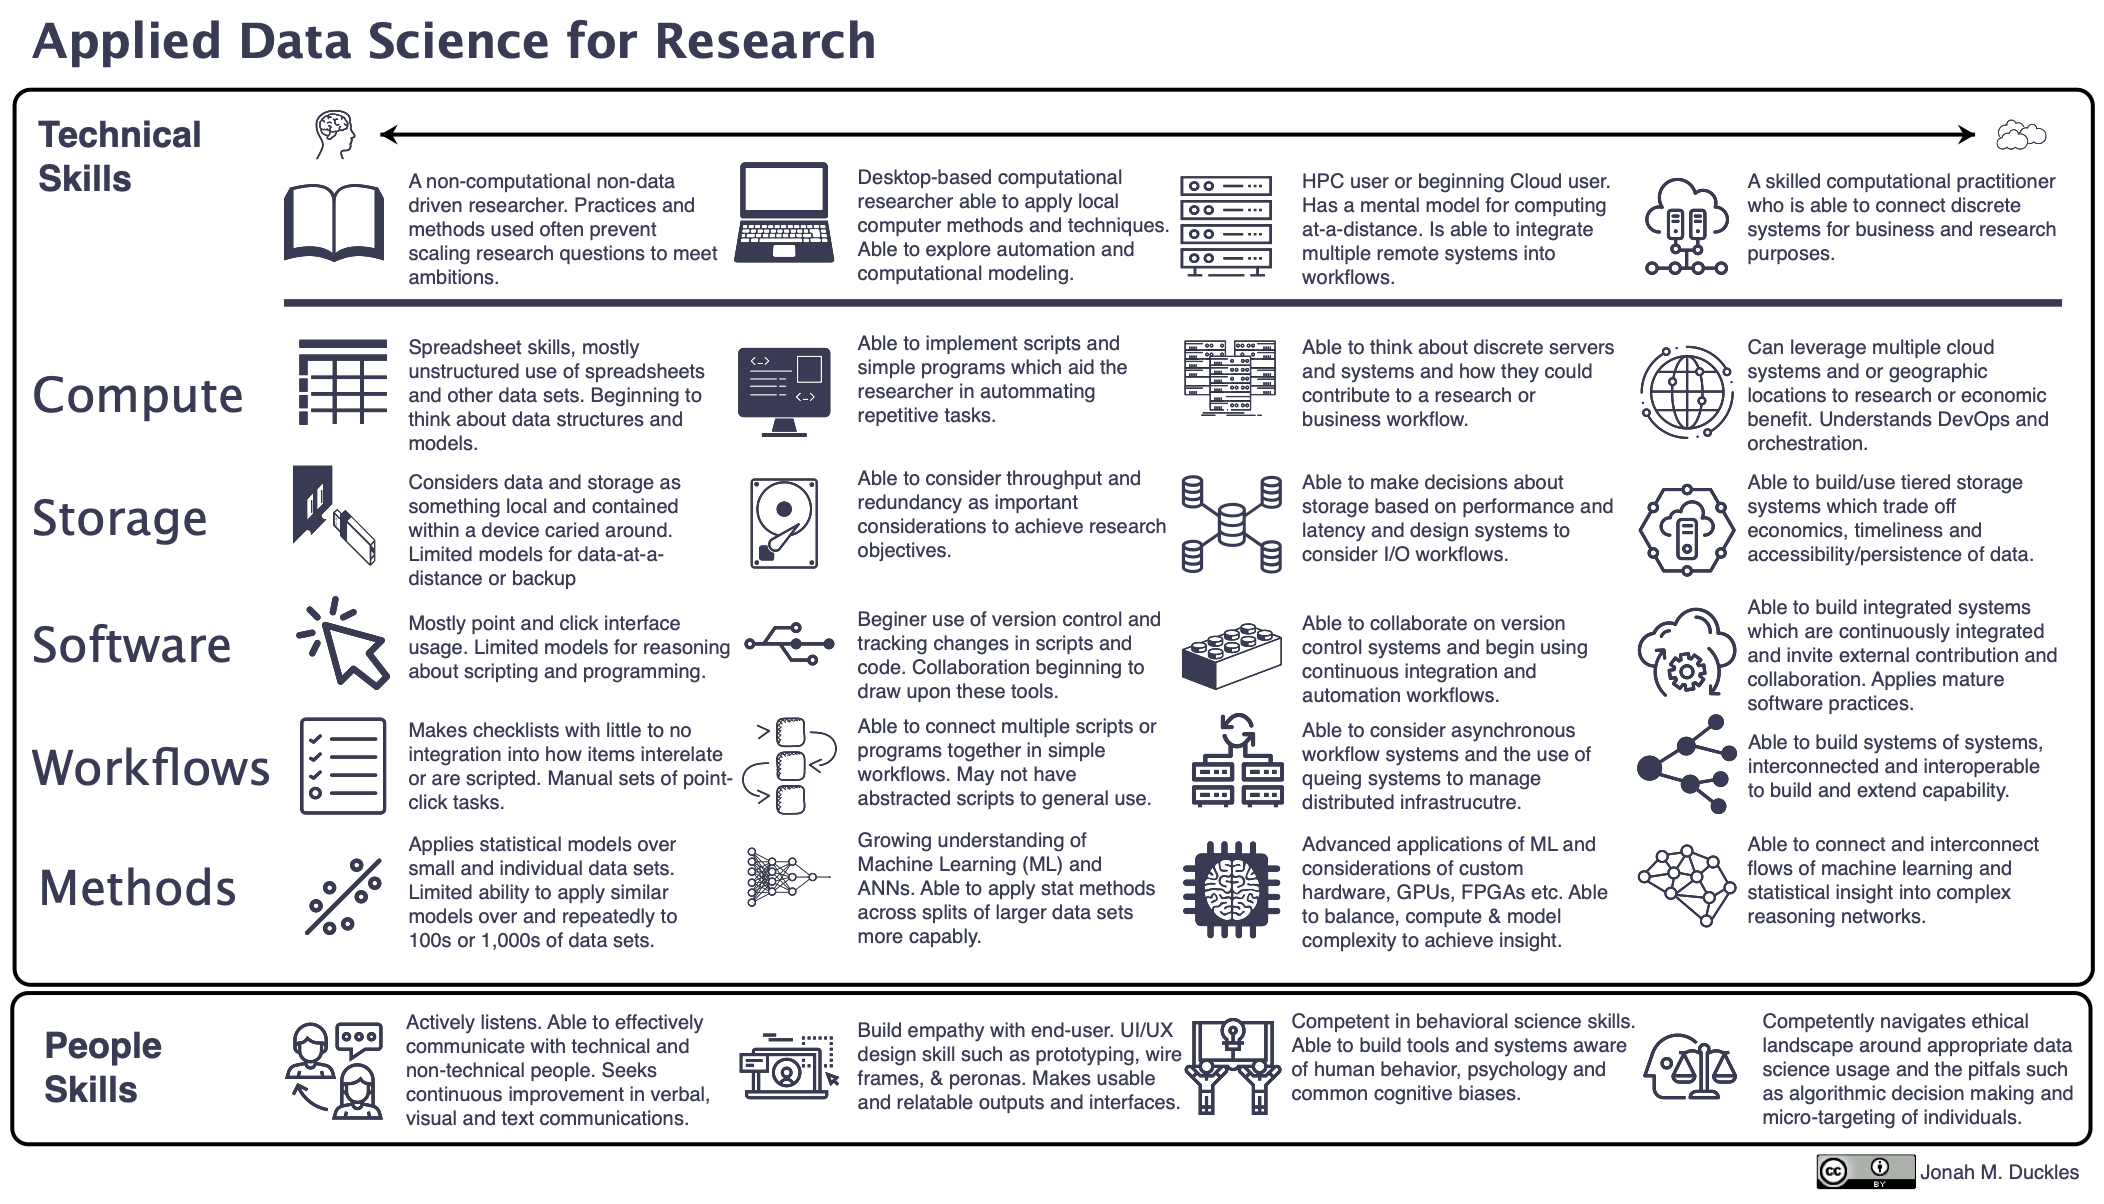 Applied Data Science for Research
Technical
Skills
A non-computational non-data
driven researcher. Practices and
methods used often prevent
scaling research questions to meet
ambitions.
Desktop-based computational
researcher able to apply local
computer methods and techniques.
Able to explore automation and
computational modeling.
HPC user or beginning Cloud user.
Has a mental model for computing
at-a-distance. Is able to integrate
multiple remote systems into
workflows.
A skilled computational practitioner
who is able to connect discrete
systems for business and research
purposes.
Compute
Spreadsheet skills, mostly
unstructured use of spreadsheets
and other data sets. Beginning to
think about data structures and
models.
Able to implement scripts and
simple programs which aid the
researcher in autommating
repetitive tasks.
Able to think about discrete servers
and systems and how they could
contribute to a research or
business workflow.
Can leverage multiple cloud
systems and or geographic
locations to research or economic
benefit. Understands DevOps and
orchestration.
Storage
Considers data and storage as
something local and contained
within a device caried around.
Limited models for data-at-a-
distance or backup
Able to consider throughput and
redundancy as important
considerations to achieve research
objectives.
Able to make decisions about
storage based on performance and
latency and design systems to
consider I/O workflows.
Able to build/use tiered storage
systems which trade off
economics, timeliness and
accessibility/persistence of data.
Software
Mostly point and click interface
usage. Limited models for reasoning
about scripting and programming.
Beginer use of version control and
tracking changes in scripts and
code. Collaboration beginning to
draw upon these tools.
Able to collaborate on version
control systems and begin using
continuous integration and
automation workflows.
Able to build integrated systems
which are continuously integrated
and invite external contribution and
collaboration. Applies mature
software practices.
Workflows
Makes checklists with little to no
integration into how items interelate
or are scripted. Manual sets of point-
click tasks.
Able to connect multiple scripts or
programs together in simple
workflows. May not have
abstracted scripts to general use.
Able to consider asynchronous
workflow systems and the use of
queing systems to manage
distributed infrastrucutre.
Able to build systems of systems,
interconnected and interoperable
to build and extend capability.
Methods
Applies statistical models over
small and individual data sets.
Limited ability to apply similar
models over and repeatedly to
100s or 1,000s of data sets.
Growing understanding of
Machine Learning (ML) and
ANNs. Able to apply stat methods
across splits of larger data sets
more capably.
Advanced applications of ML and
considerations of custom
hardware, GPUs, FPGAs etc. Able
to balance, compute & model
complexity to achieve insight.
Able to connect and interconnect
flows of machine learning and
statistical insight into complex
reasoning networks.
People
Skills
Actively listens. Able to effectively
communicate with technical and
non-technical people. Seeks
continuous improvement in verbal,
visual and text communications.
Build empathy with end-user. UI/UX
design skill such as prototyping, wire
frames, & peronas. Makes usable
and relatable outputs and interfaces.
Competent in behavioral science skills.
Able to build tools and systems aware
of human behavior, psychology and
common cognitive biases.
Competently navigates ethical
landscape around appropriate data
science usage and the pitfals such
as algorithmic decision making and
micro-targeting of individuals.
cc BY
Jonah M. Duckles